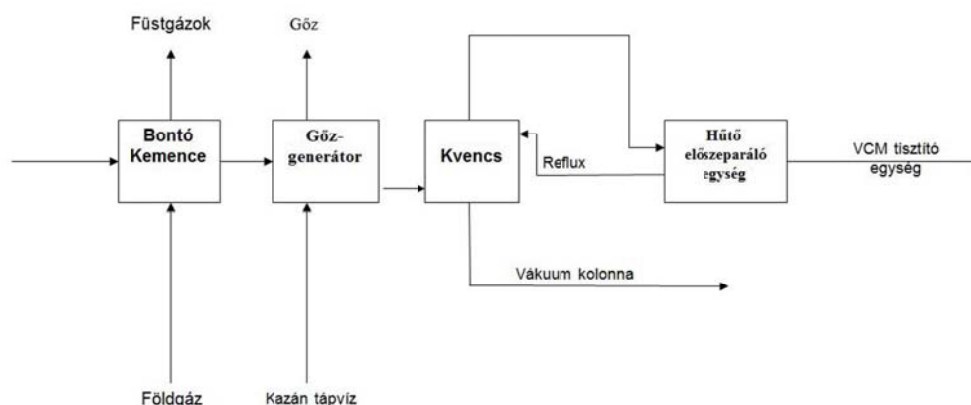 Füstgázok
Gőz
Bontó
Kemence
Gőz-
generátor
Kvencs
Reflux
Hűtő
előszeparáló
egység
VCM tisztító
egység
Vákuum kolonna
Földgáz
Kazán tápvíz